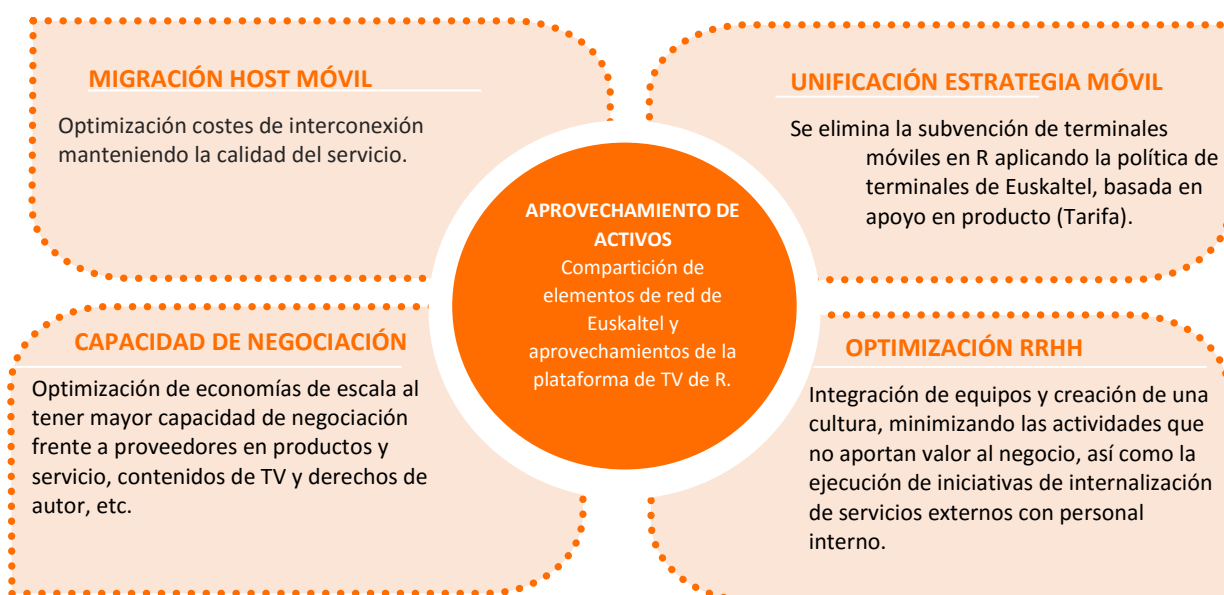 MIGRACIÓN HOST MÓVIL
Optimización costes de interconexión
manteniendo la calidad del servicio.
UNIFICACIÓN ESTRATEGIA MÓVIL
Se elimina la subvención de terminales
móviles en R aplicando la política de
terminales de Euskaltel, basada en
apoyo en producto (Tarifa).
APROVECHAMIENTO DE
ACTIVOS
Compartición de
elementos de red de
Euskaltel y
aprovechamientos de la
plataforma de TV de R.
CAPACIDAD DE NEGOCIACIÓN
Optimización de economías de escala al
tener mayor capacidad de negociación
frente a proveedores en productos y
servicio, contenidos de TV y derechos de
autor, etc.
OPTIMIZACIÓN RRHH
Integración de equipos y creación de una
cultura, minimizando las actividades que
no aportan valor al negocio, así como la
ejecución de iniciativas de internalización
de servicios externos con personal
interno.